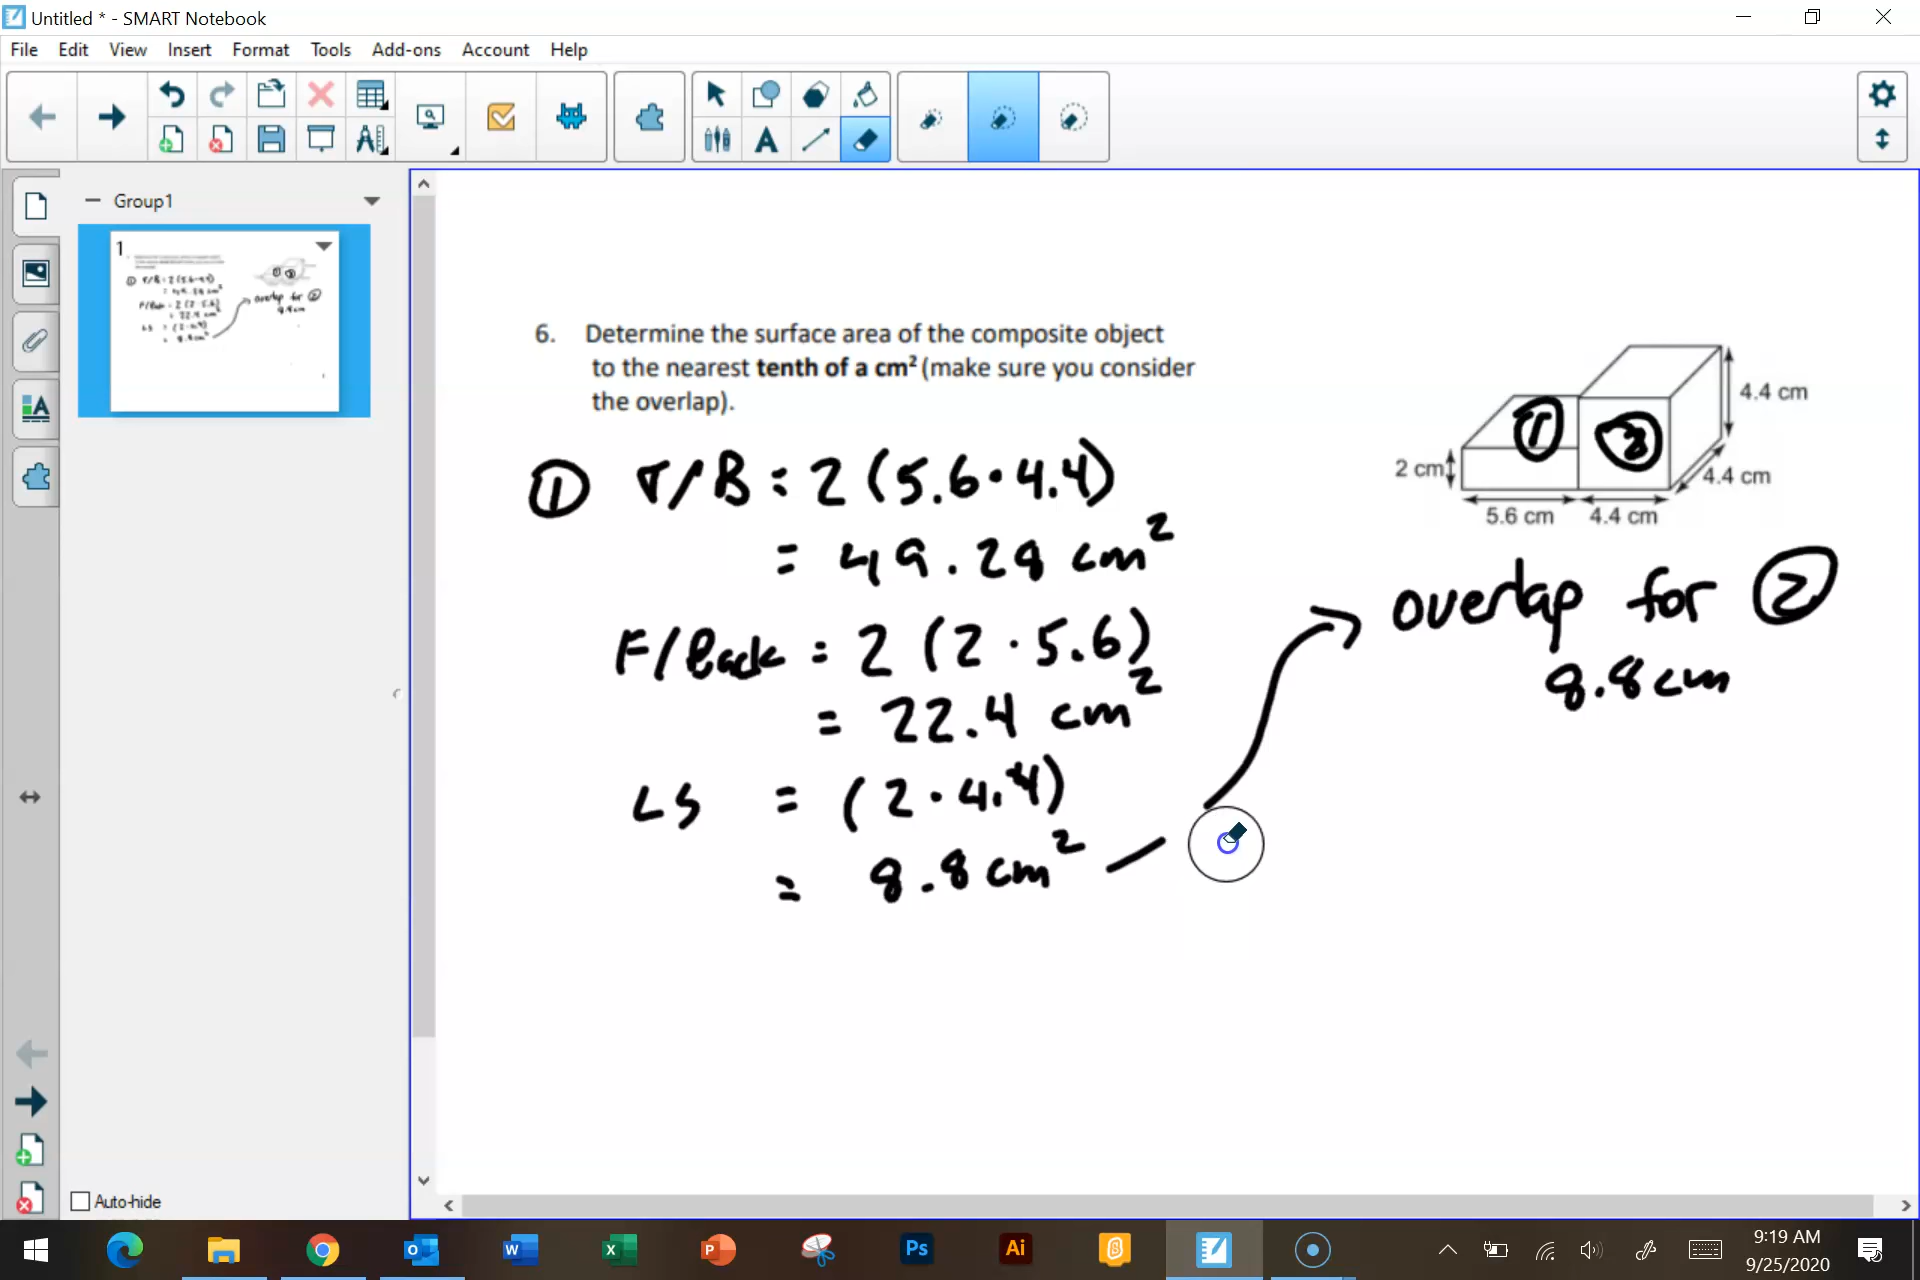 Untitled * - SMART Notebook
File Edit View Insert Format Tools Add-ons Account Help
Group1
1
6. Determine the surface area of the composite object
to the nearest tenth of a cm² (make sure you consider
the overlap).
4.4 cm
2 cm
4.4 cm
5.6 cm 4.4 cm
① ②
① T/B = 2 (5.6 · 4.4)
= 49.28 cm²
F/Back = 2 (2 · 5.6)
= 22.4 cm²
LS = (2 · 4.4)
= 8.8 cm²
overlap for ②
8.8 cm
Auto-hide
9:19 AM
9/25/2020